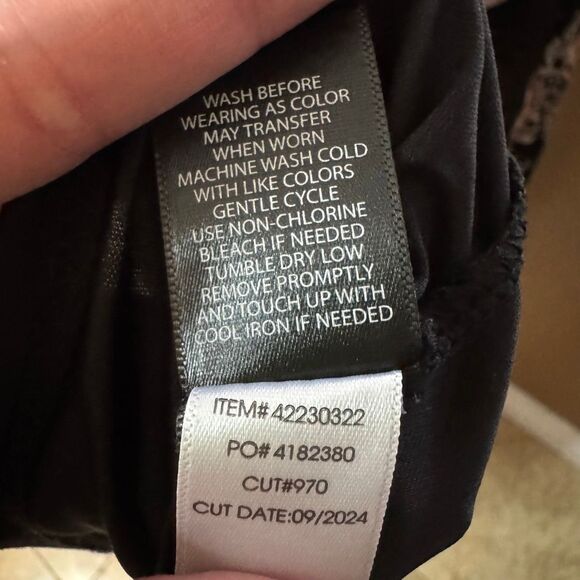 WASH BEFORE
WEARING AS COLOR
MAY TRANSFER
WHEN WORN
MACHINE WASH COLD
WITH LIKE COLORS
GENTLE CYCLE
USE NON-CHLORINE
BLEACH IF NEEDED
TUMBLE DRY LOW
REMOVE PROMPTLY
AND TOUCH UP WITH
COOL IRON IF NEEDED
ITEM# 42230322
PO# 4182380
CUT#970
CUT DATE:09/2024